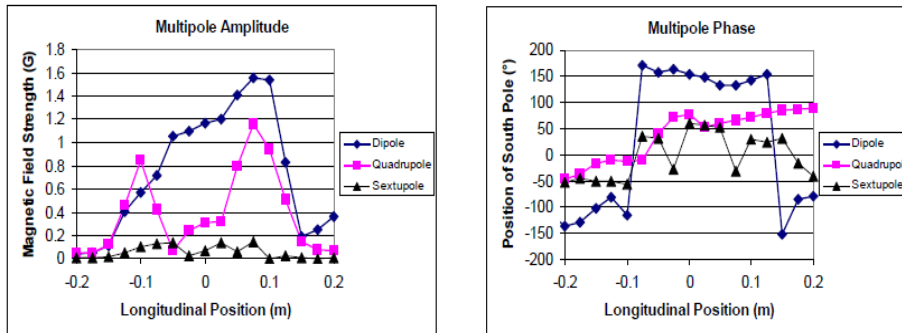 Multipole Amplitude
Magnetic Field Strength (G)
1.8
1.6
1.4
1.2
1
0.8
0.6
0.4
0.2
0
-0.2 -0.1 0 0.1 0.2
Longitudinal Position (m)
Dipole
Quadrupole
Sextupole
Multipole Phase
Position of South Pole (°)
200
150
100
50
0
-50
-100
-150
-200
-0.2 -0.1 0 0.1 0.2
Longitudinal Position (m)
Dipole
Quadrupole
Sextupole